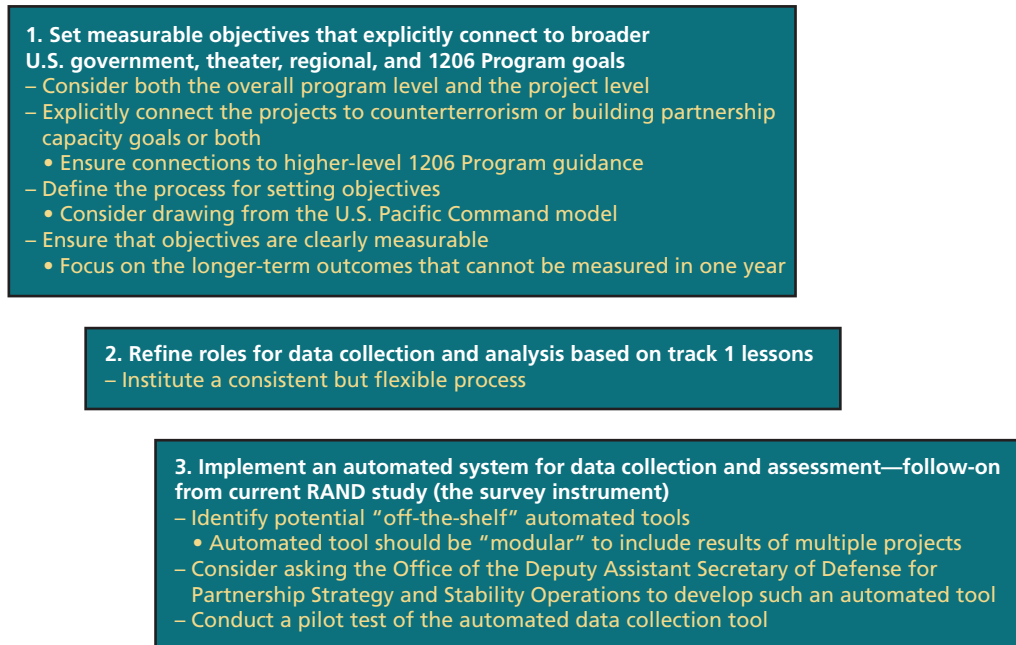 1. Set measurable objectives that explicitly connect to broader
U.S. government, theater, regional, and 1206 Program goals
– Consider both the overall program level and the project level
– Explicitly connect the projects to counterterrorism or building partnership
capacity goals or both
• Ensure connections to higher-level 1206 Program guidance
– Define the process for setting objectives
• Consider drawing from the U.S. Pacific Command model
– Ensure that objectives are clearly measurable
• Focus on the longer-term outcomes that cannot be measured in one year
2. Refine roles for data collection and analysis based on track 1 lessons
– Institute a consistent but flexible process
3. Implement an automated system for data collection and assessment—follow-on
from current RAND study (the survey instrument)
– Identify potential “off-the-shelf” automated tools
• Automated tool should be “modular” to include results of multiple projects
– Consider asking the Office of the Deputy Assistant Secretary of Defense for
Partnership Strategy and Stability Operations to develop such an automated tool
– Conduct a pilot test of the automated data collection tool